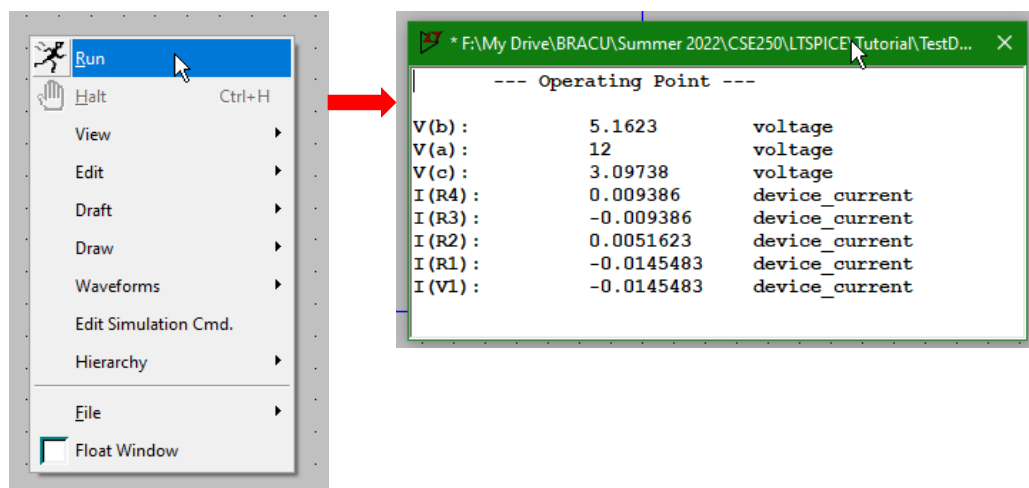 Run
Halt Ctrl+H
View
Edit
Draft
Draw
Waveforms
Edit Simulation Cmd.
Hierarchy
File
Float Window
* F:\My Drive\BRACU\Summer 2022\CSE250\LTSPICE\Tutorial\TestD...
--- Operating Point ---
V(b): 5.1623 voltage
V(a): 12 voltage
V(c): 3.09738 voltage
I(R4): 0.009386 device_current
I(R3): -0.009386 device_current
I(R2): 0.0051623 device_current
I(R1): -0.0145483 device_current
I(V1): -0.0145483 device_current